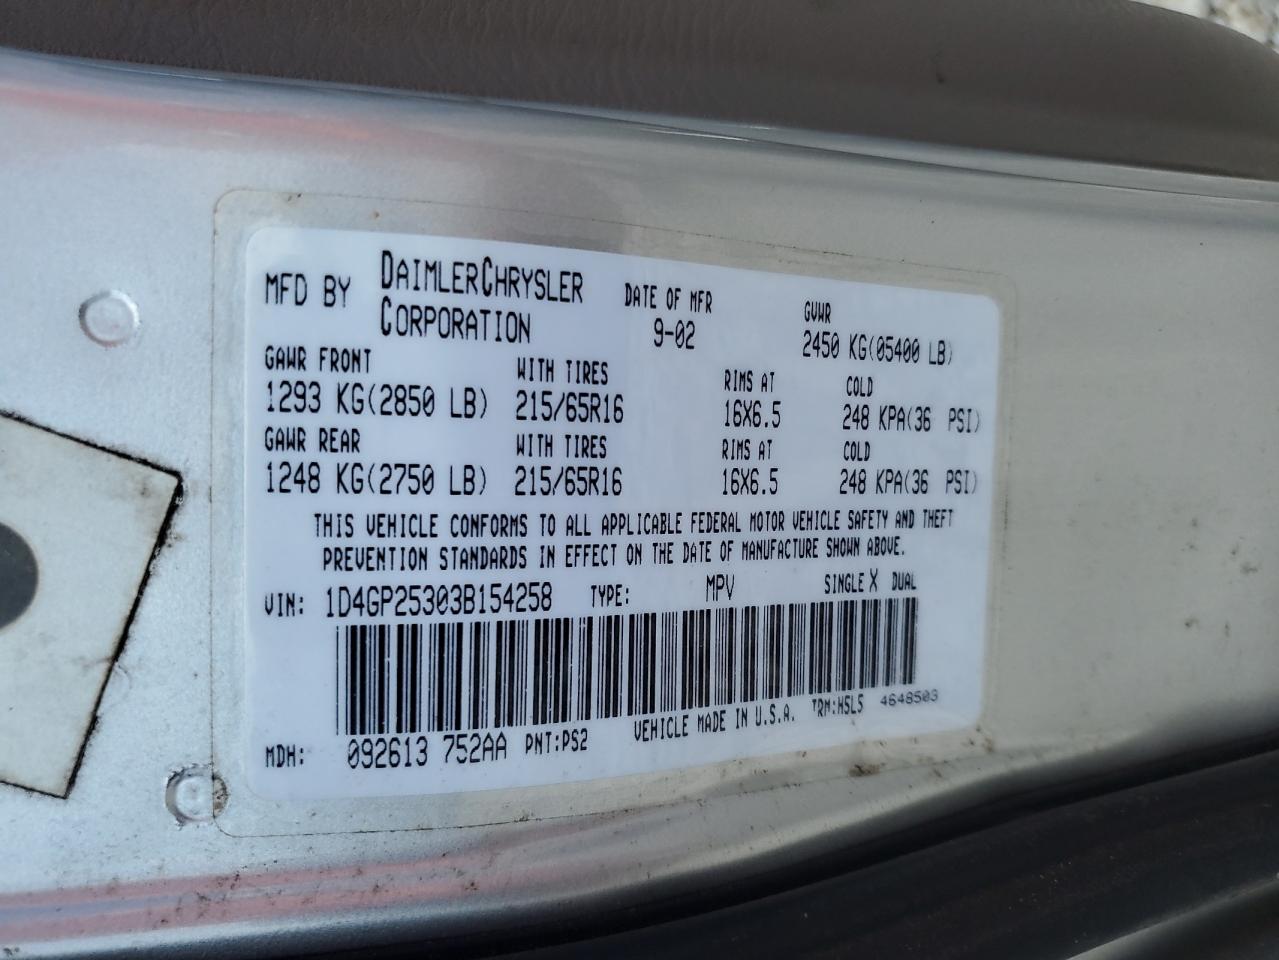 MFD BY DAIMLERCHRYSLER CORPORATION
DATE OF MFR 9-02
GVWR 2450 KG(05400 LB)
GAWR FRONT WITH TIRES RIMS AT COLD
1293 KG(2850 LB) 215/65R16 16X6.5 248 KPA(36 PSI)
GAWR REAR WITH TIRES RIMS AT COLD
1248 KG(2750 LB) 215/65R16 16X6.5 248 KPA(36 PSI)
THIS VEHICLE CONFORMS TO ALL APPLICABLE FEDERAL MOTOR VEHICLE SAFETY AND THEFT
PREVENTION STANDARDS IN EFFECT ON THE DATE OF MANUFACTURE SHOWN ABOVE.
VIN: 1D4GP25303B154258 TYPE: MPV SINGLE X DUAL
MDH: 092613 752AA PNT:PS2 VEHICLE MADE IN U.S.A. TRM:H5L5 4648503